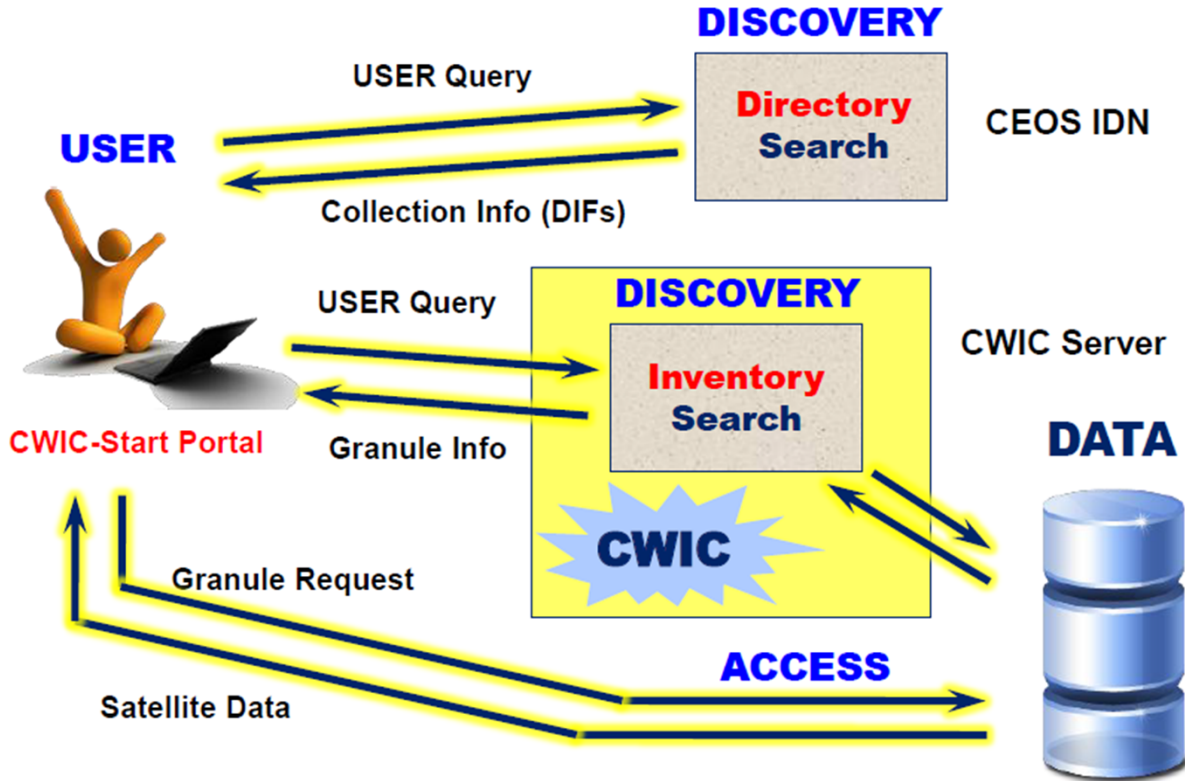 DISCOVERY
USER Query
Directory
Search
CEOS IDN
USER
Collection Info (DIFs)
DISCOVERY
USER Query
CWIC Server
Inventory
Search
CWIC-Start Portal
Granule Info
DATA
CWIC
Granule Request
ACCESS
Satellite Data